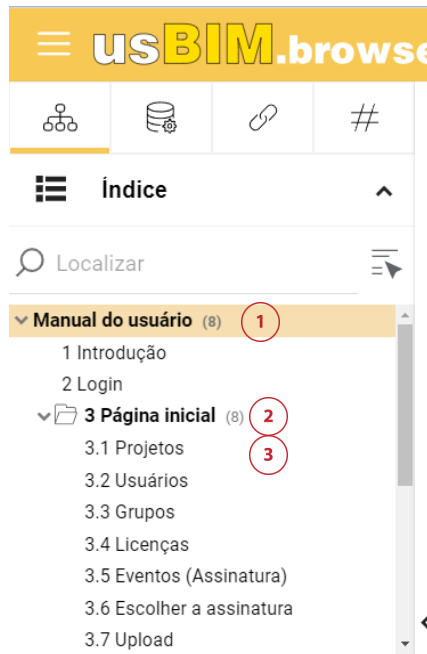 usBIM.browse
#
Índice
Localizar
Manual do usuário (8) 1
1 Introdução
2 Login
3 Página inicial (8) 2
3.1 Projetos 3
3.2 Usuários
3.3 Grupos
3.4 Licenças
3.5 Eventos (Assinatura)
3.6 Escolher a assinatura
3.7 Upload